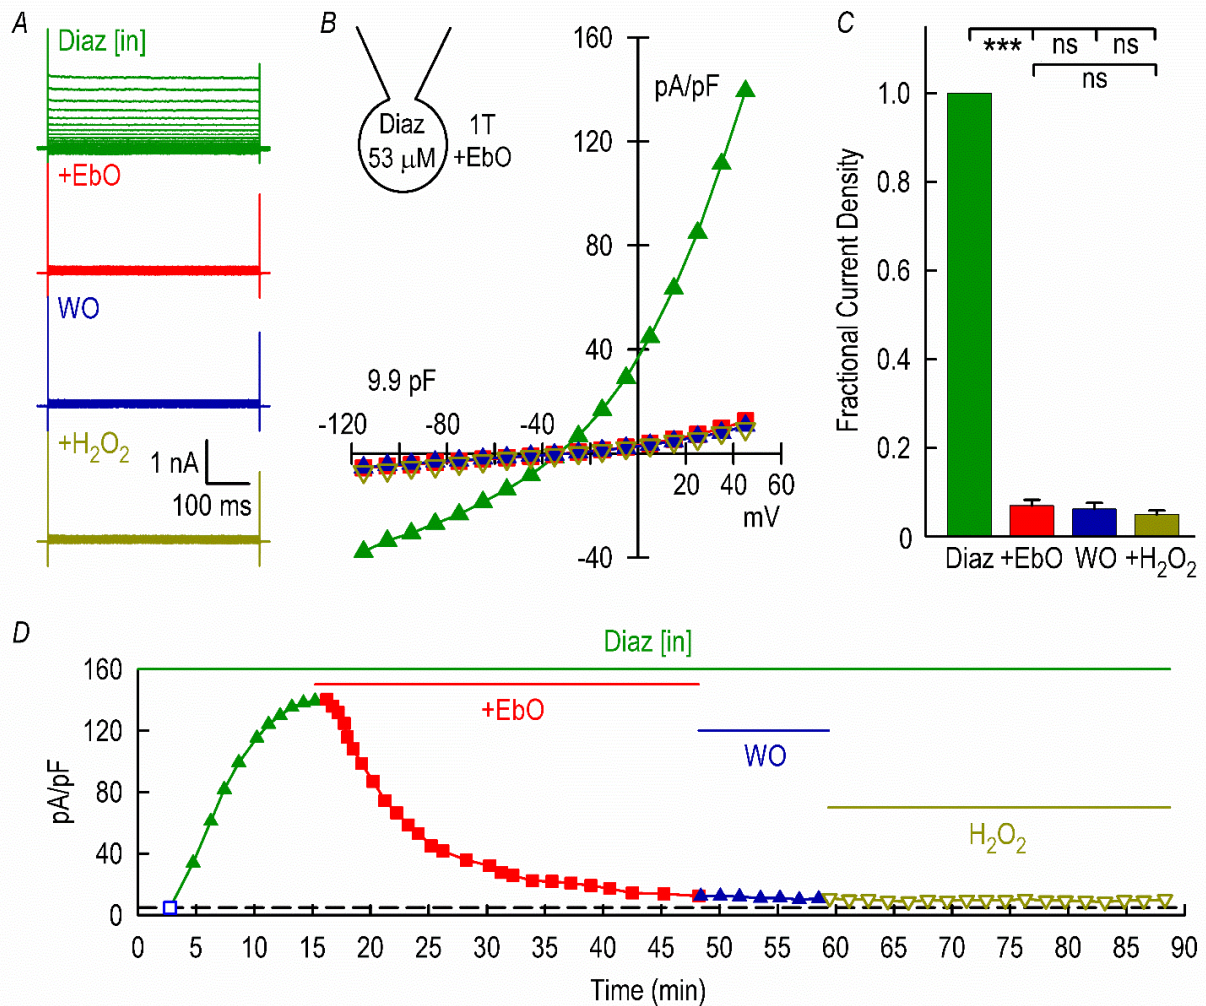 A
Diaz [in]
+EbO
WO
+H₂O₂
1 nA
100 ms
B
Diaz
53 µM
1T
+EbO
pA/pF
160
120
80
40
-40
9.9 pF
-120 -80 -40
20 40 60
mV
C
*** ns ns
ns
Fractional Current Density
1.0
0.8
0.6
0.4
0.2
0
Diaz +EbO WO +H₂O₂
D
Diaz [in]
+EbO
WO
H₂O₂
pA/pF
160
120
80
40
0
0 5 10 15 20 25 30 35 40 45 50 55 60 65 70 75 80 85 90
Time (min)